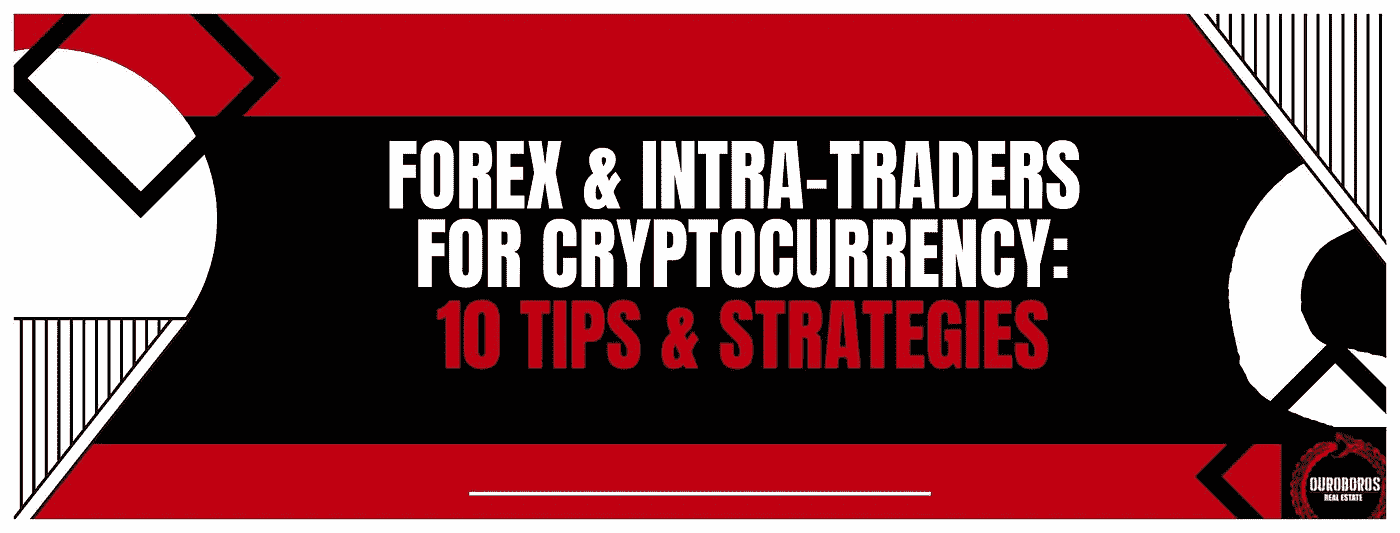 FOREX & INTRA-TRADERS
FOR CRYPTOCURRENCY:
10 TIPS & STRATEGIES
OUROBOROS
REAL ESTATE